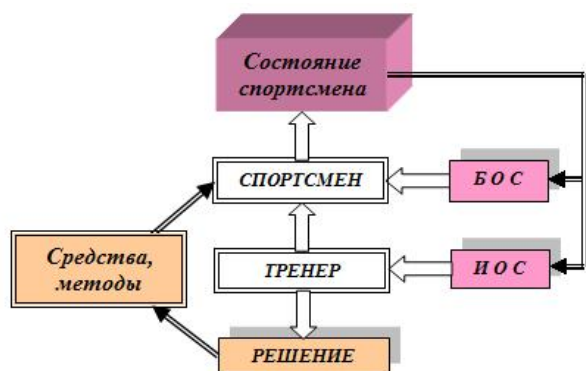 Состояние
спортсмена
СПОРТСМЕН
Б О С
Средства,
методы
ТРЕНЕР
И О С
РЕШЕНИЕ